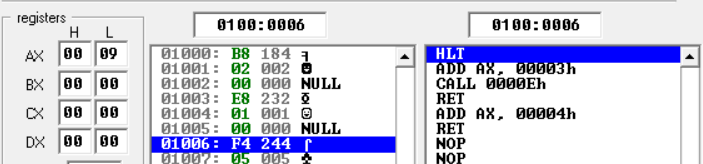 registers
H L
AX 00 09
BX 00 00
CX 00 00
DX 00 00
0100:0006
01000: B8 184 ╕
01001: 02 002 ☻
01002: 00 000 NULL
01003: E8 232
01004: 01 001 ☺
01005: 00 000 NULL
01006: F4 244 ⌠
01007: 05 005 ♣
0100:0006
HLT
ADD AX, 00003h
CALL 0000Eh
RET
ADD AX, 00004h
RET
NOP
NOP